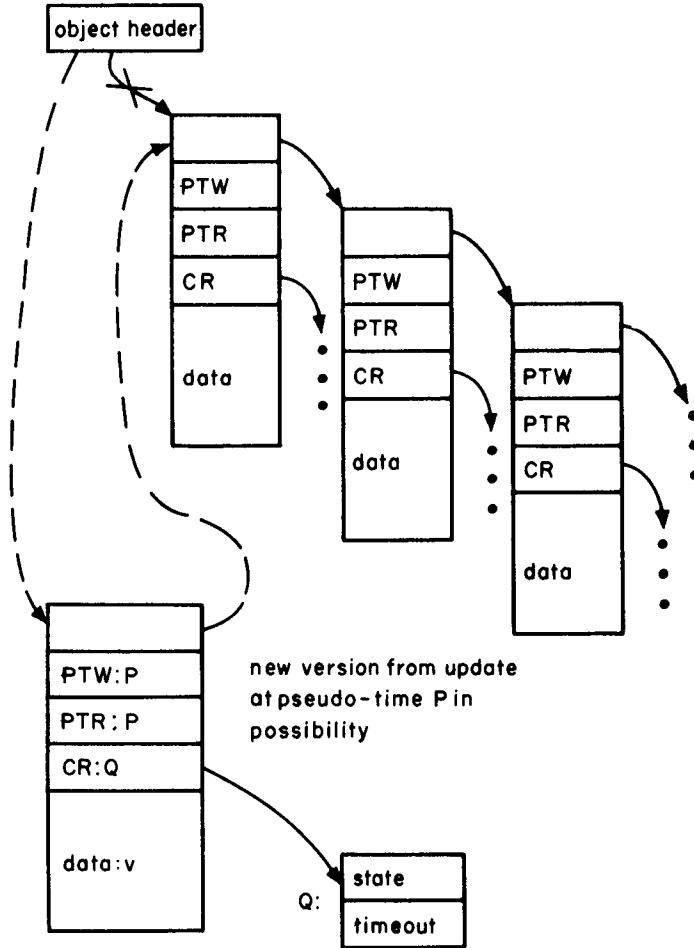 object header
PTW
PTR
CR
data
PTW
PTR
CR
data
PTW
PTR
CR
data
PTW:P
PTR:P
CR:Q
data:v
new version from update
at pseudo-time P in
possibility
Q:
state
timeout